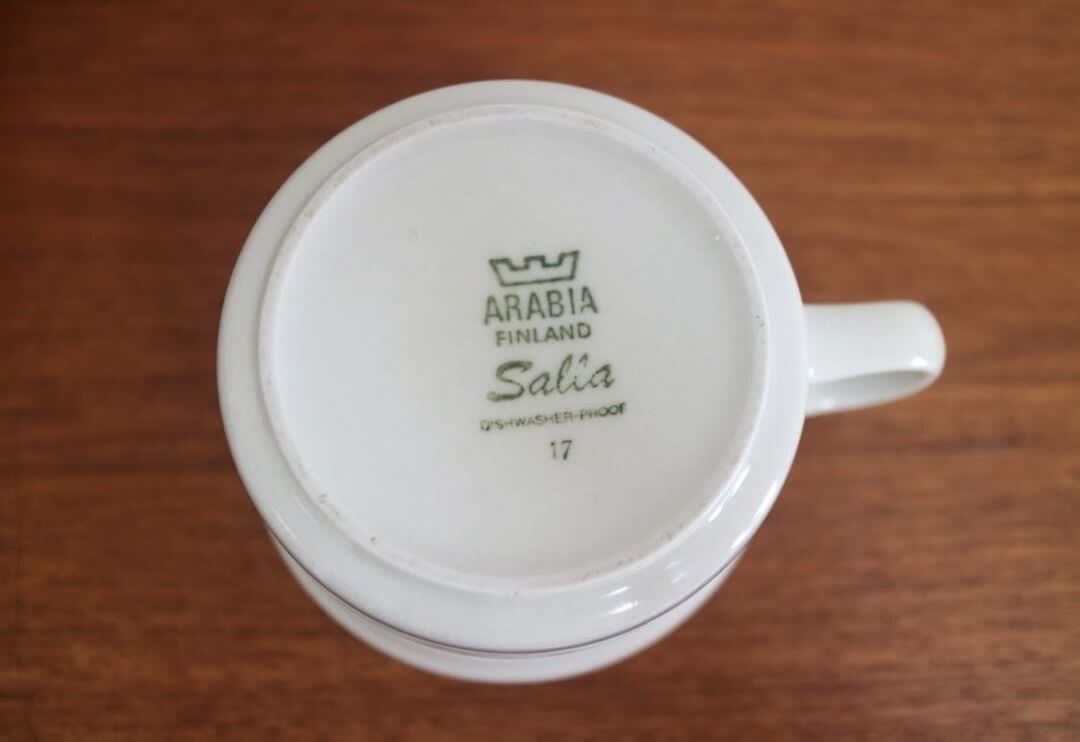 ARABIA
FINLAND
Salla
DISHWASHER-PROOF
17